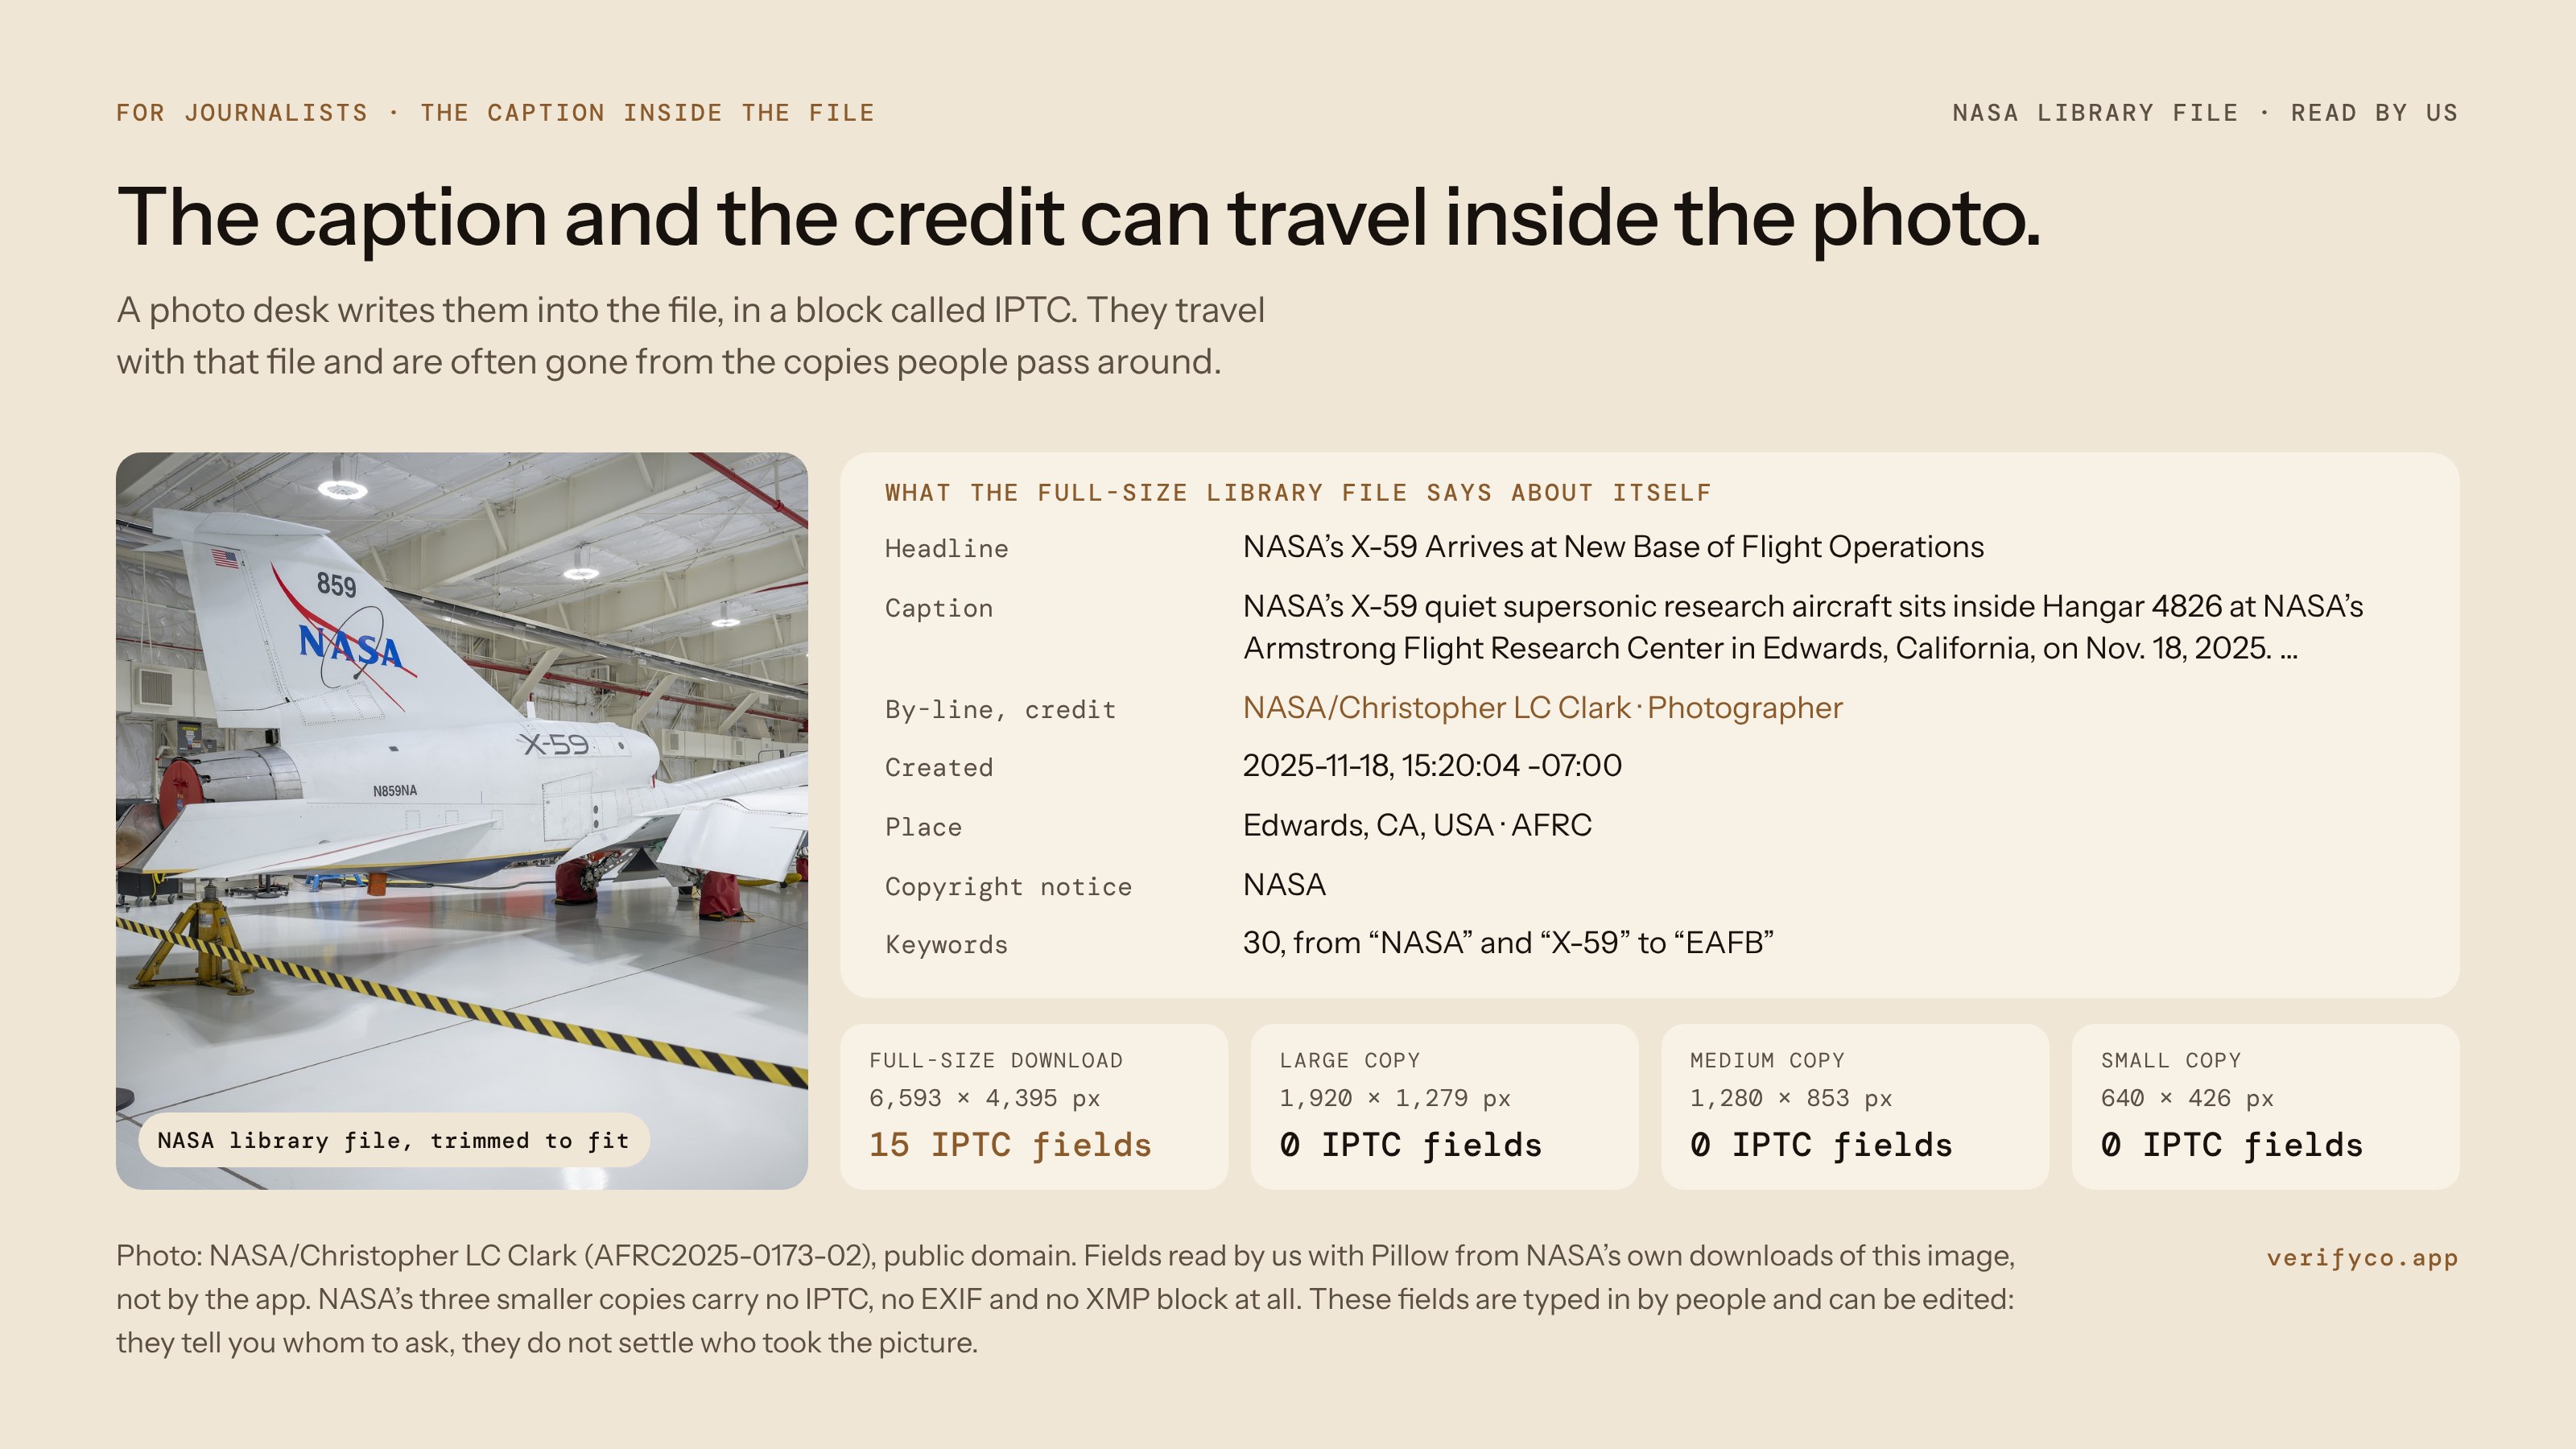 FOR JOURNALISTS · THE CAPTION INSIDE THE FILE
NASA LIBRARY FILE · READ BY US
The caption and the credit can travel inside the photo.
A photo desk writes them into the file, in a block called IPTC. They travel
with that file and are often gone from the copies people pass around.
859
NASA
X-59
N859NA
NASA library file, trimmed to fit
WHAT THE FULL-SIZE LIBRARY FILE SAYS ABOUT ITSELF
Headline NASA’s X-59 Arrives at New Base of Flight Operations
Caption NASA’s X-59 quiet supersonic research aircraft sits inside Hangar 4826 at NASA’s
Armstrong Flight Research Center in Edwards, California, on Nov. 18, 2025. ...
By-line, credit NASA/Christopher LC Clark · Photographer
Created 2025-11-18, 15:20:04 -07:00
Place Edwards, CA, USA · AFRC
Copyright notice NASA
Keywords 30, from “NASA” and “X-59” to “EAFB”
FULL-SIZE DOWNLOAD
6,593 × 4,395 px
15 IPTC fields
LARGE COPY
1,920 × 1,279 px
0 IPTC fields
MEDIUM COPY
1,280 × 853 px
0 IPTC fields
SMALL COPY
640 × 426 px
0 IPTC fields
Photo: NASA/Christopher LC Clark (AFRC2025-0173-02), public domain. Fields read by us with Pillow from NASA’s own downloads of this image,
not by the app. NASA’s three smaller copies carry no IPTC, no EXIF and no XMP block at all. These fields are typed in by people and can be edited:
they tell you whom to ask, they do not settle who took the picture.
verifyco.app